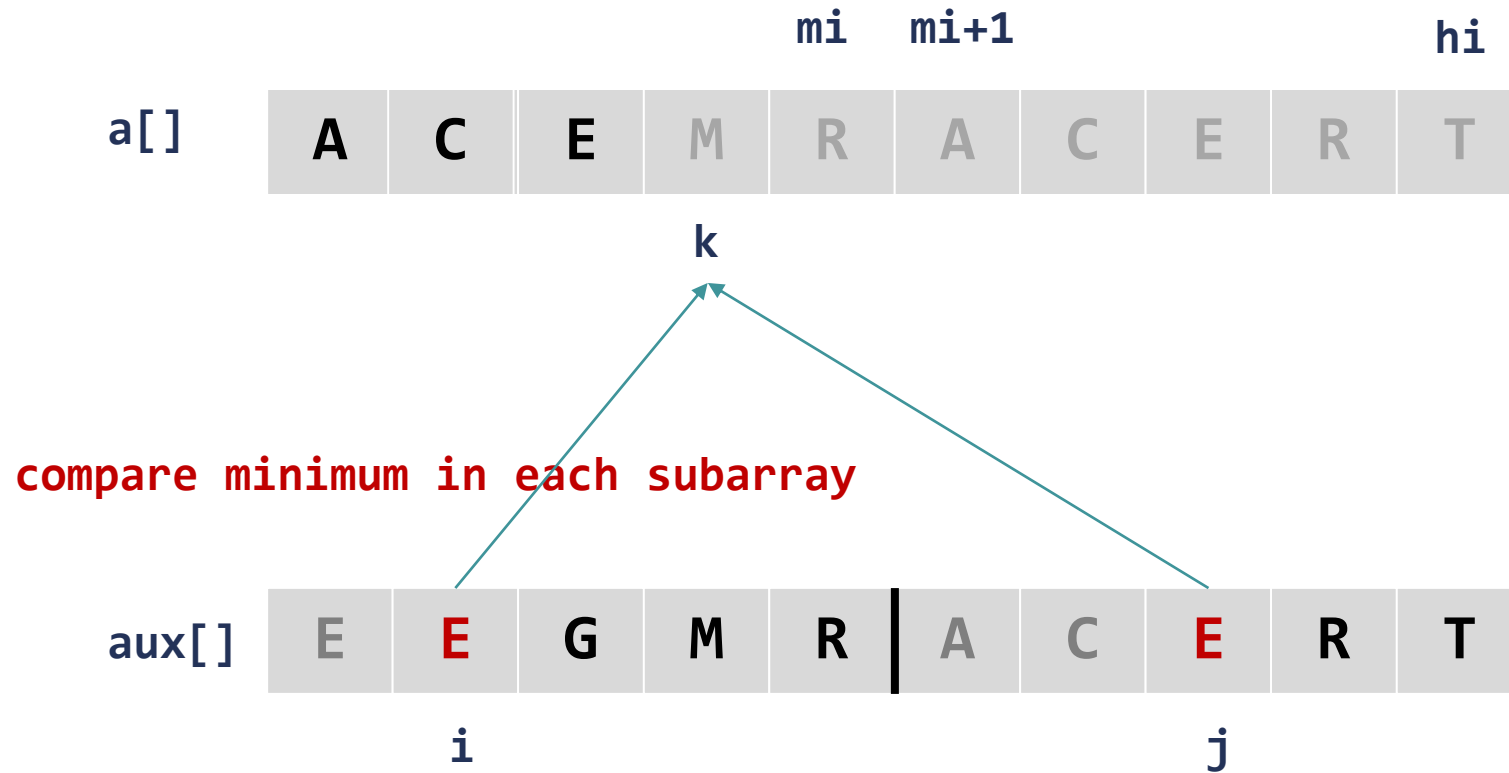 mi mi+1 hi
a[] A C E M R A C E R T
k
compare minimum in each subarray
aux[] E E G M R A C E R T
i j